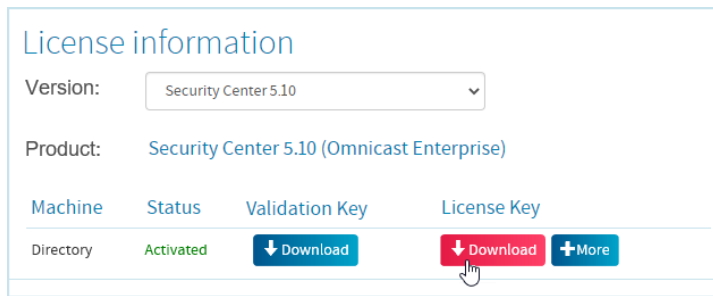 License information
Version: Security Center 5.10
Product: Security Center 5.10 (Omnicast Enterprise)
Machine Status Validation Key License Key
Directory Activated Download Download +More